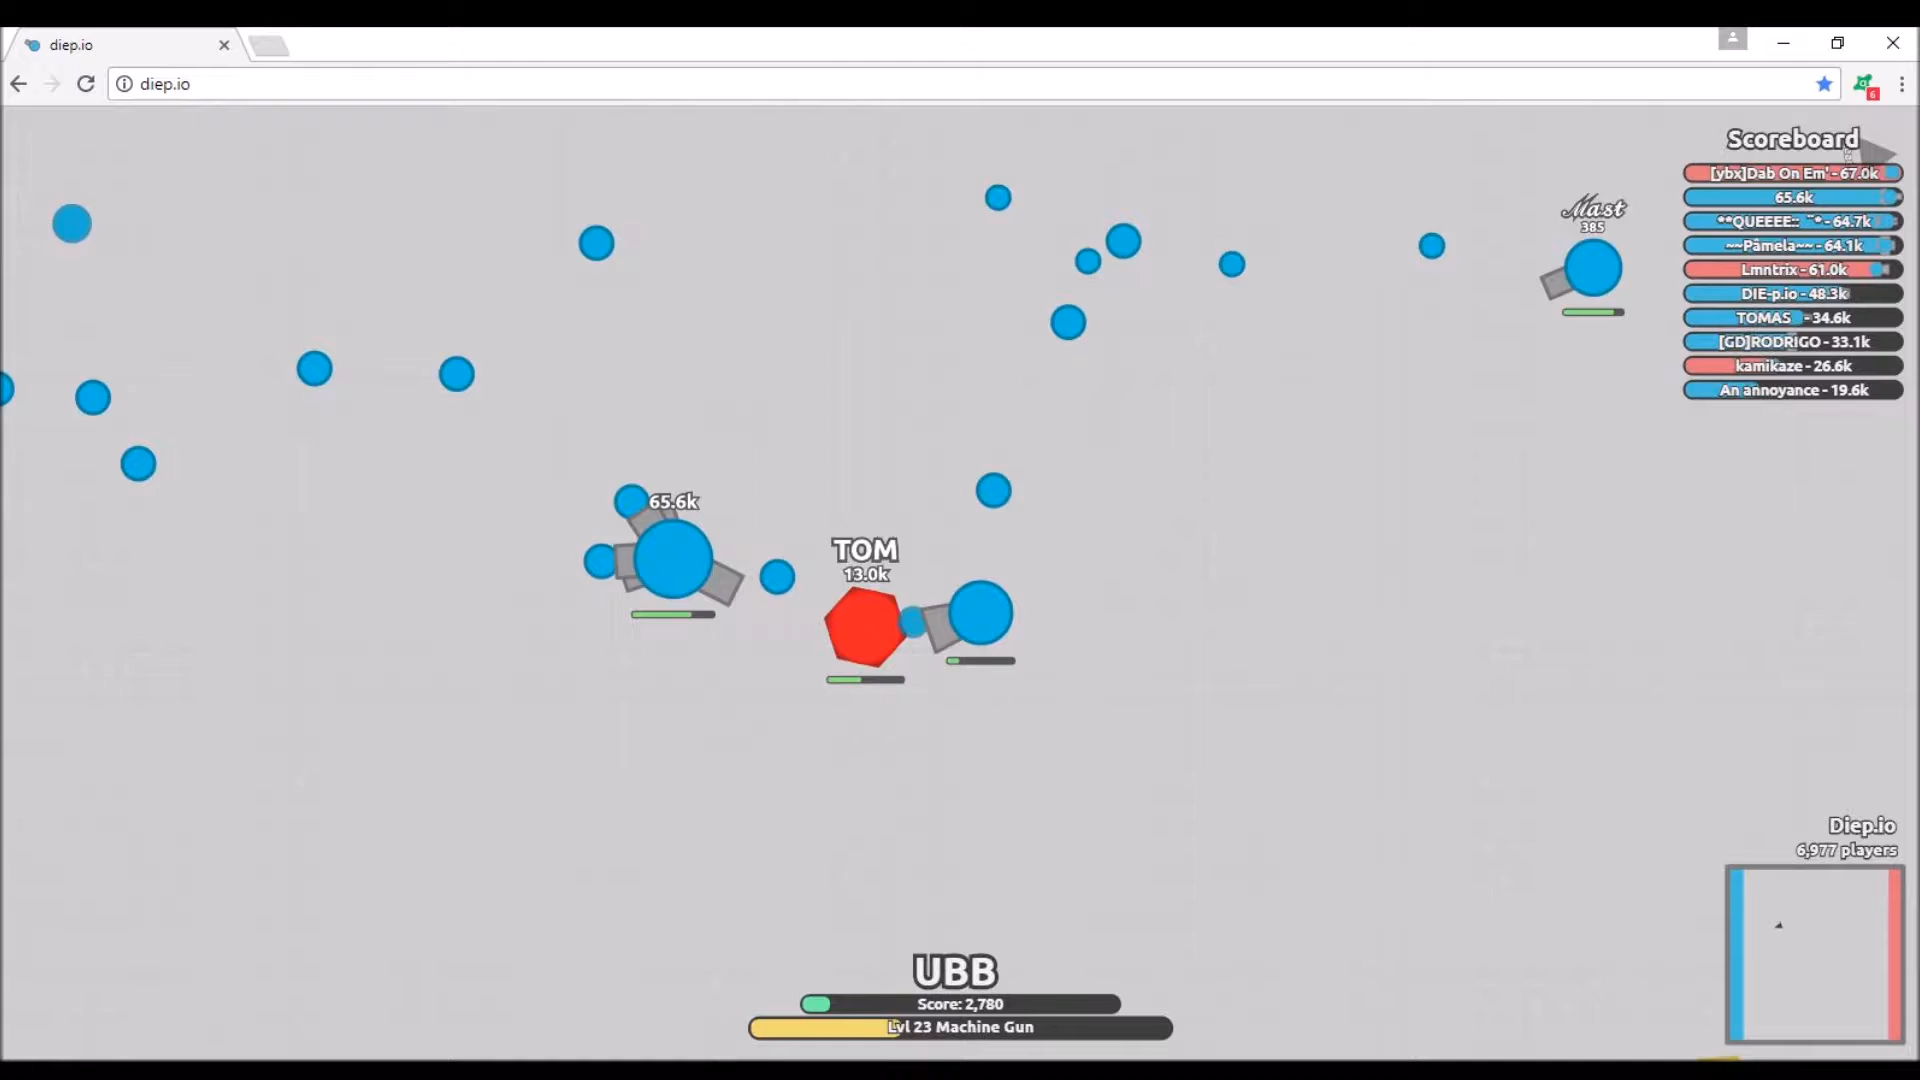 diep.io
diep.io
6
Scoreboard
[ybx]Dab On Em' - 67.0k
65.6k
**QUEEEE:: ¨* - 64.7k
~~Pâmela~~ - 64.1k
Lmntrix - 61.0k
DIE-p.io - 48.3k
TOMAS - 34.6k
[GD]RODRIGO - 33.1k
kamikaze - 26.6k
An annoyance - 19.6k
Mast
385
65.6k
TOM
13.0k
Diep.io
6,977 players
UBB
Score: 2,780
Lvl 23 Machine Gun